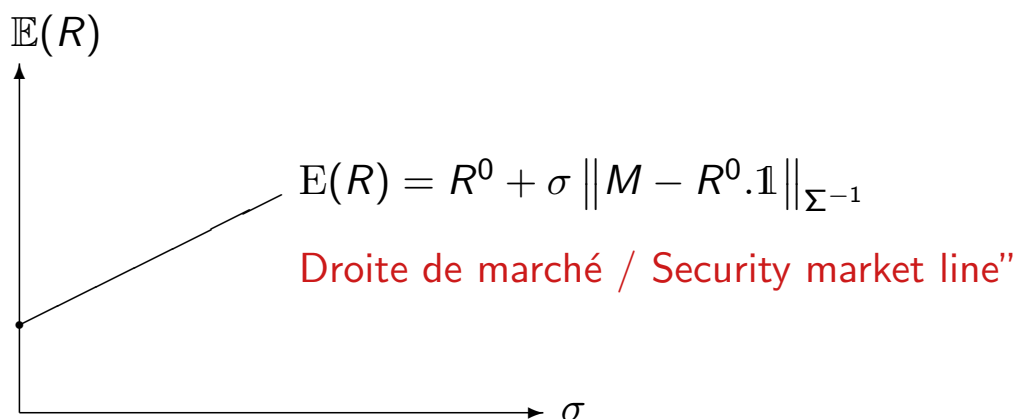 𝔼(R)
E(R) = R⁰ + σ ‖M − R⁰.𝟙‖_Σ⁻¹
Droite de marché / Security market line”
σ